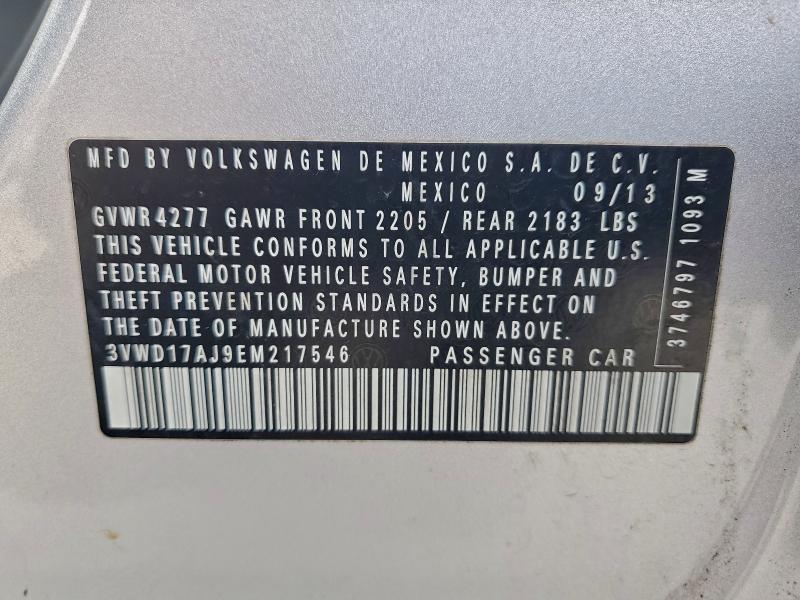 MFD BY VOLKSWAGEN DE MEXICO S.A. DE C.V.
MEXICO 09/13
GVWR 4277 GAWR FRONT 2205 / REAR 2183 LBS
THIS VEHICLE CONFORMS TO ALL APPLICABLE U.S.
FEDERAL MOTOR VEHICLE SAFETY, BUMPER AND
THEFT PREVENTION STANDARDS IN EFFECT ON
THE DATE OF MANUFACTURE SHOWN ABOVE.
3VWD17AJ9EM217546 PASSENGER CAR
3746797 1093 M